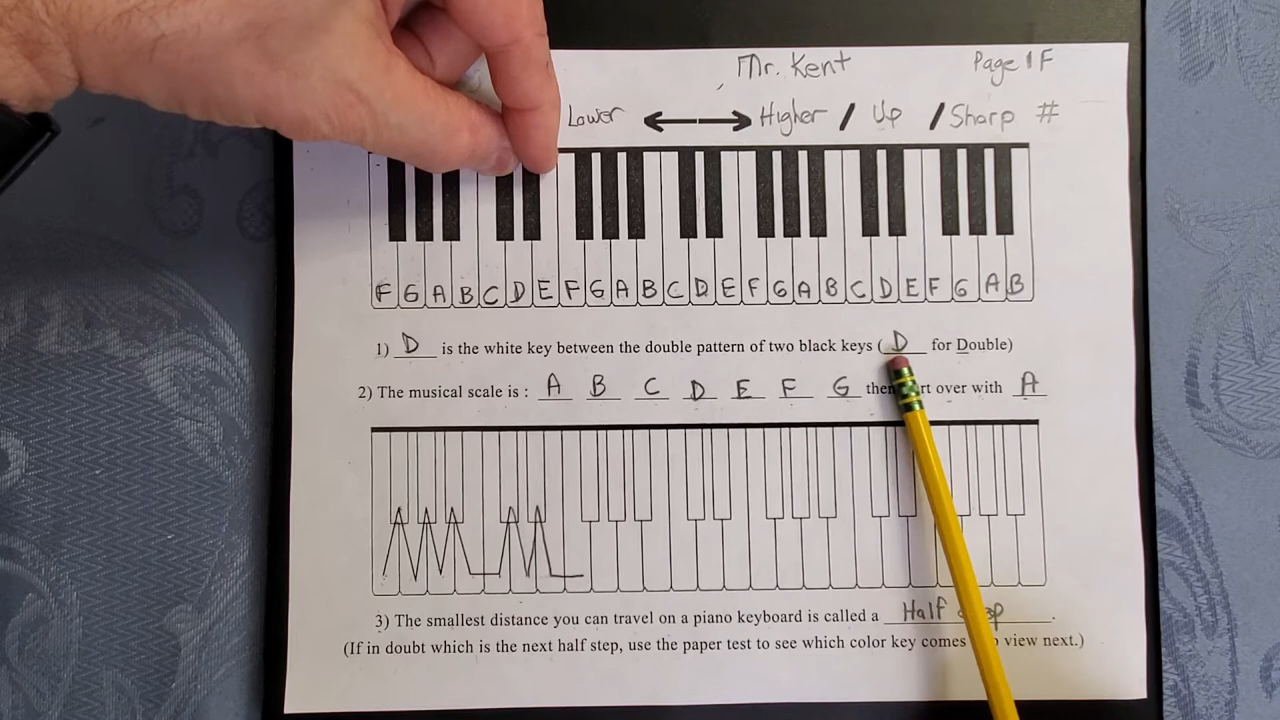 Mr. Kent Page 1F
Lower Higher / Up / Sharp #
F G A B C D E F G A B C D E F G A B C D E F G A B
1) D is the white key between the double pattern of two black keys ( D for Double)
2) The musical scale is : A B C D E F G then over with A
3) The smallest distance you can travel on a piano keyboard is called a Half .
(If in doubt which is the next half step, use the paper test to see which color key comes view next.)